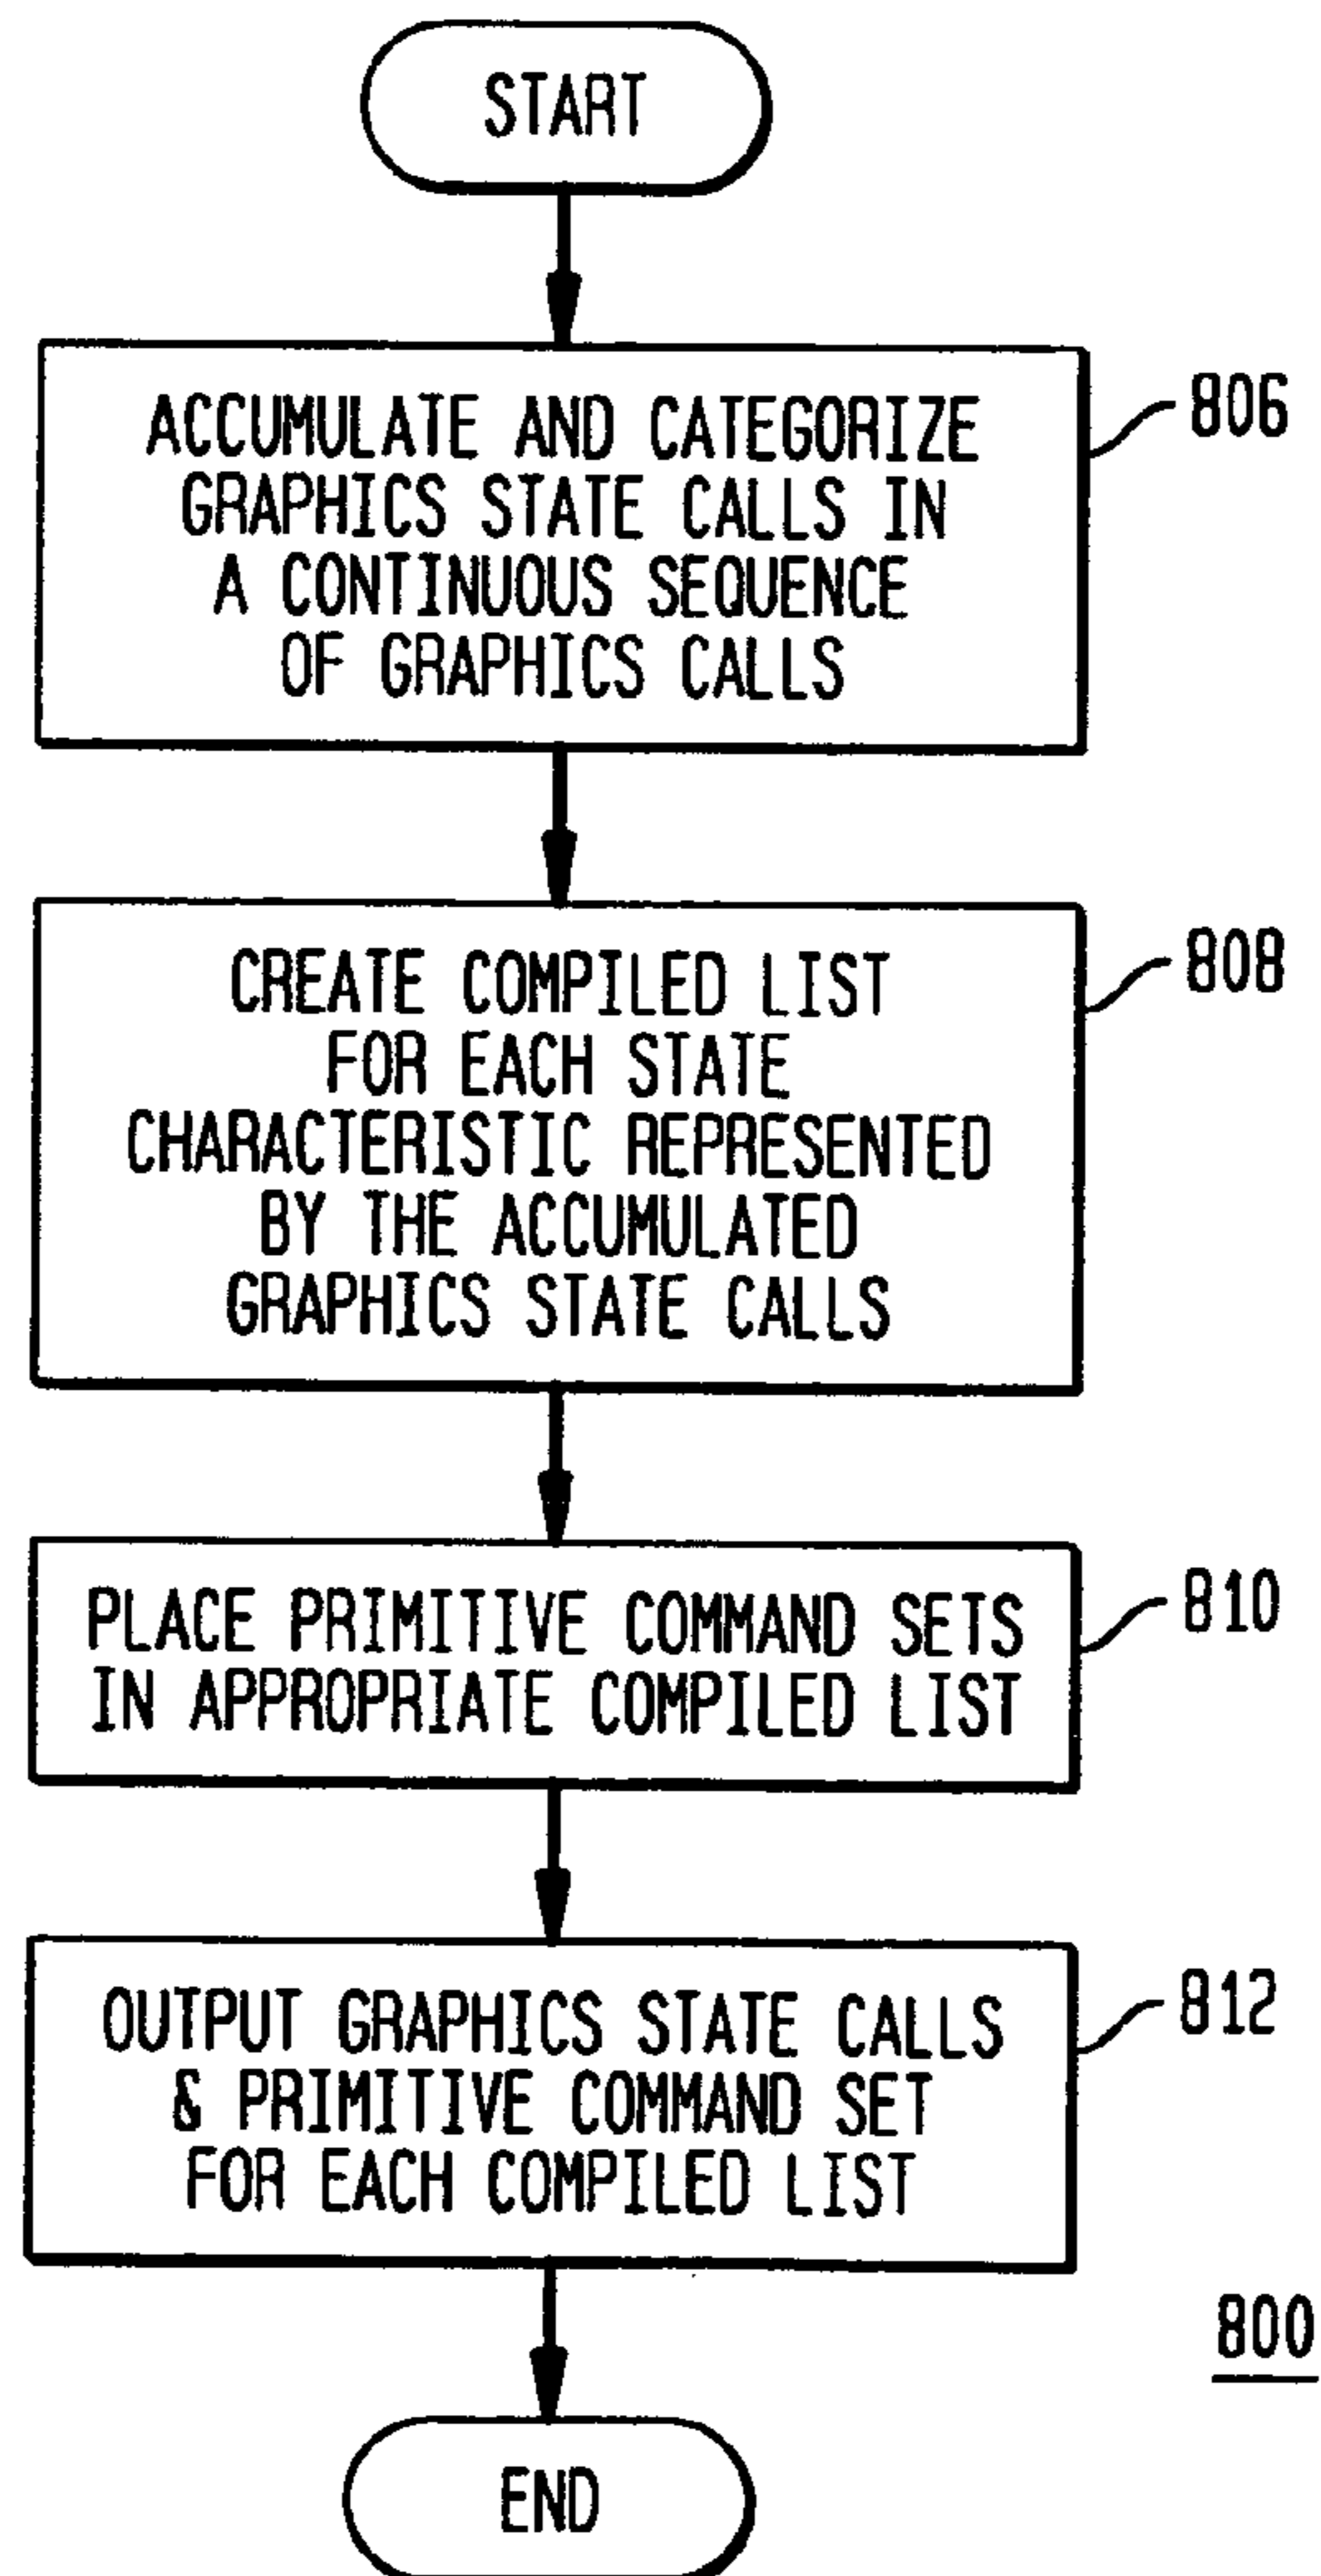 START
ACCUMULATE AND CATEGORIZE
GRAPHICS STATE CALLS IN
A CONTINUOUS SEQUENCE
OF GRAPHICS CALLS
806
CREATE COMPILED LIST
FOR EACH STATE
CHARACTERISTIC REPRESENTED
BY THE ACCUMULATED
GRAPHICS STATE CALLS
808
PLACE PRIMITIVE COMMAND SETS
IN APPROPRIATE COMPILED LIST
810
OUTPUT GRAPHICS STATE CALLS
& PRIMITIVE COMMAND SET
FOR EACH COMPILED LIST
812
800
END